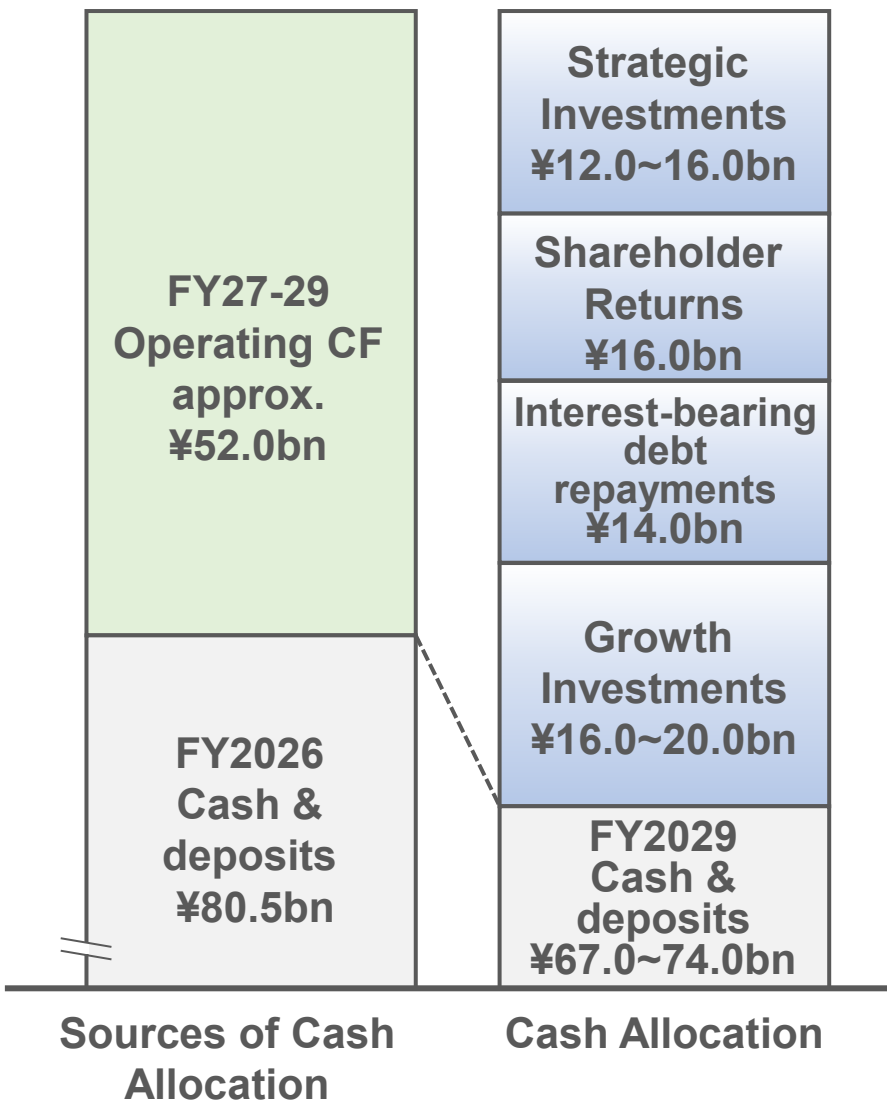 FY27-29
Operating CF
approx.
¥52.0bn
FY2026
Cash &
deposits
¥80.5bn
Sources of Cash
Allocation
Strategic
Investments
¥12.0~16.0bn
Shareholder
Returns
¥16.0bn
Interest-bearing
debt
repayments
¥14.0bn
Growth
Investments
¥16.0~20.0bn
FY2029
Cash &
deposits
¥67.0~74.0bn
Cash Allocation